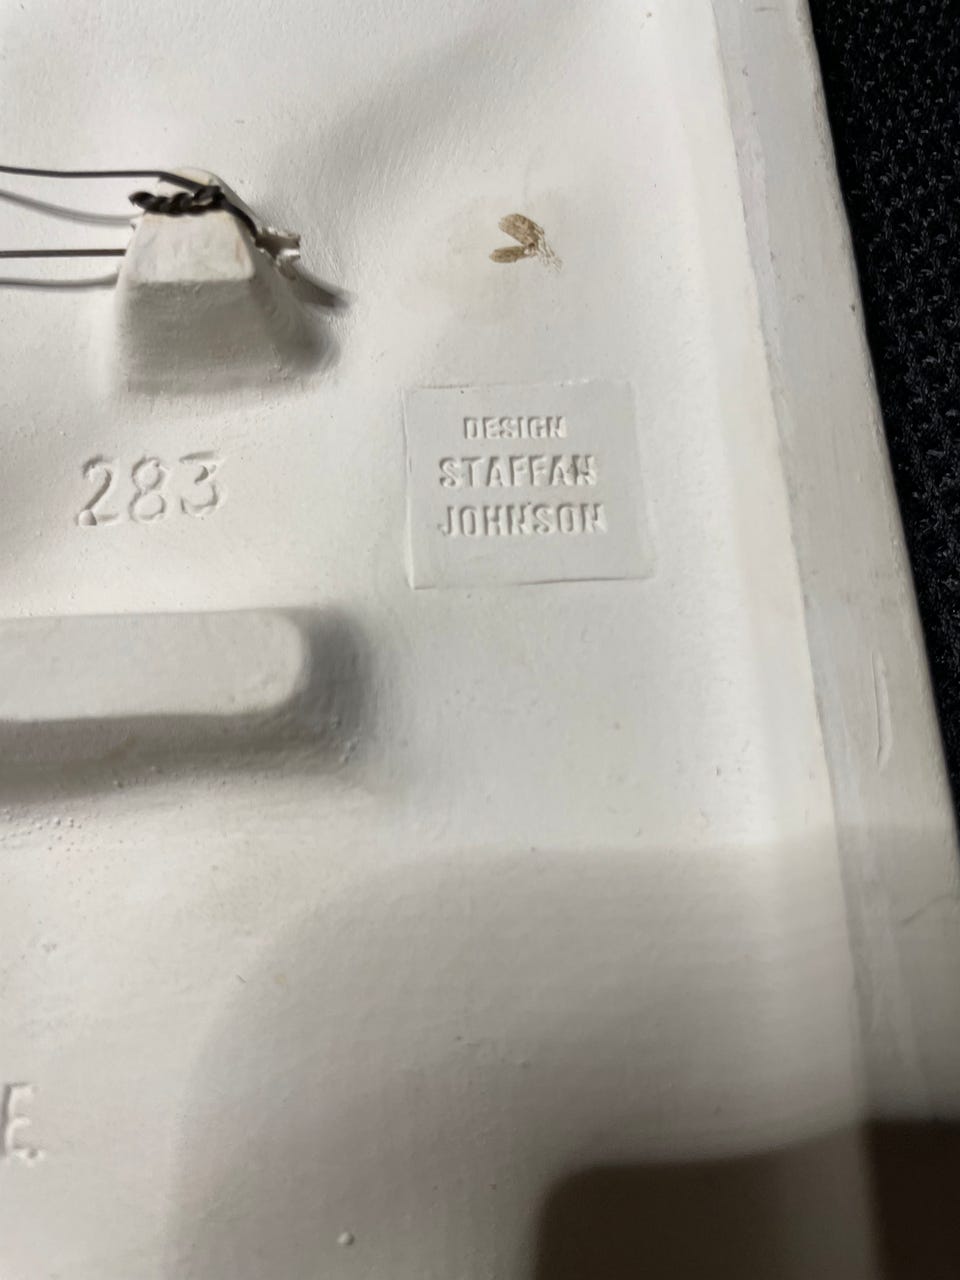 DESIGN
STAFFAN
JOHNSON
283
E